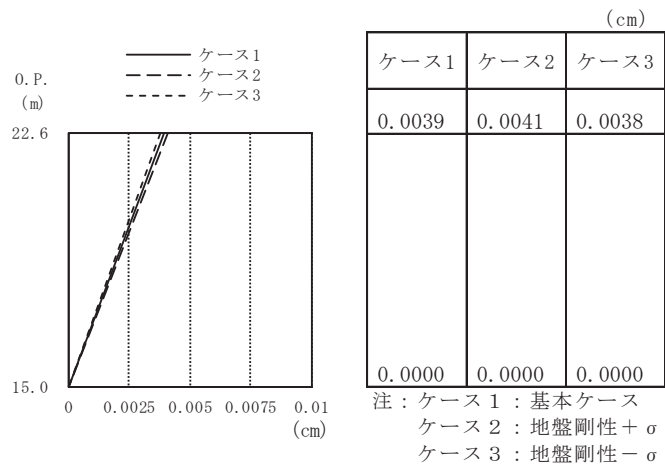 (cm)
ケース1
ケース2
ケース3
O.P.
(m)
22.6
15.0
0 0.0025 0.005 0.0075 0.01
(cm)
ケース1 ケース2 ケース3
0.0039 0.0041 0.0038
0.0000 0.0000 0.0000
注：ケース１：基本ケース
ケース２：地盤剛性＋σ
ケース３：地盤剛性－σ